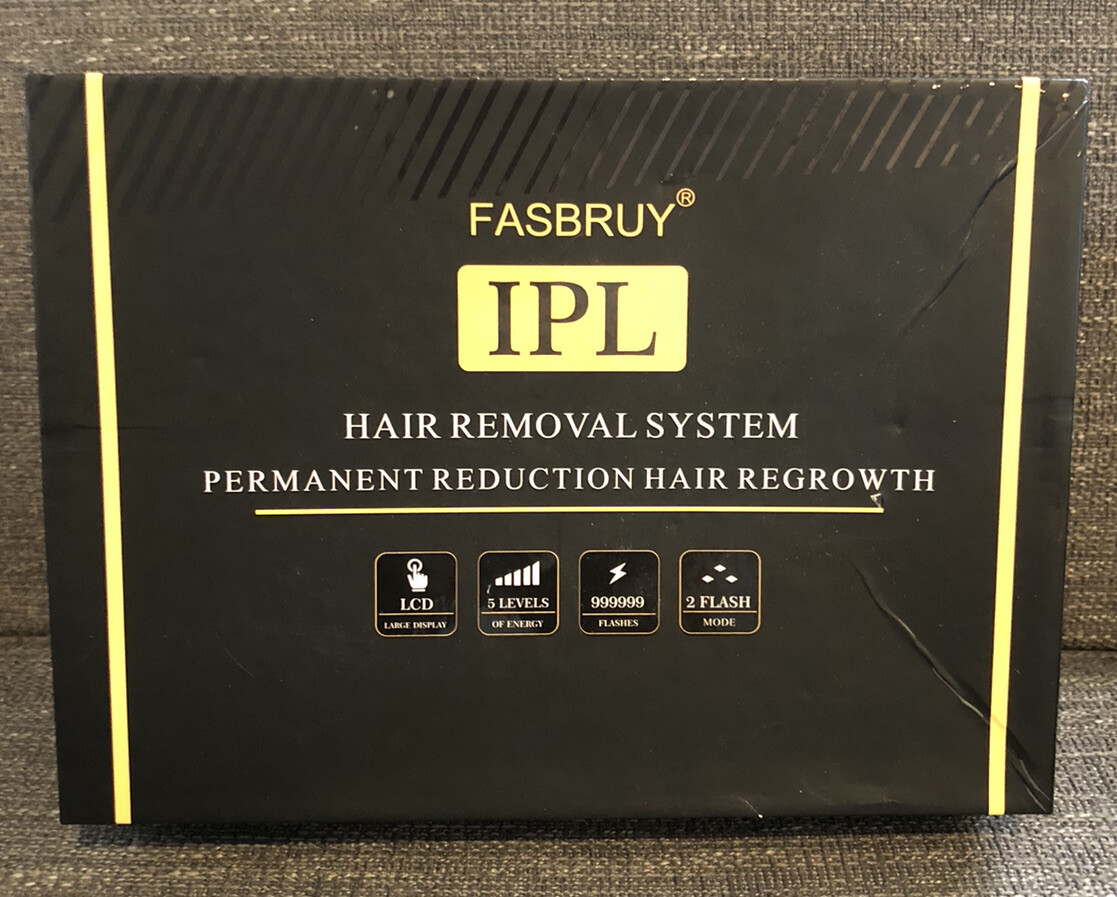 FASBRUY®
IPL
HAIR REMOVAL SYSTEM
PERMANENT REDUCTION HAIR REGROWTH
LCD
LARGE DISPLAY
5 LEVELS
OF ENERGY
999999
FLASHES
2 FLASH
MODE